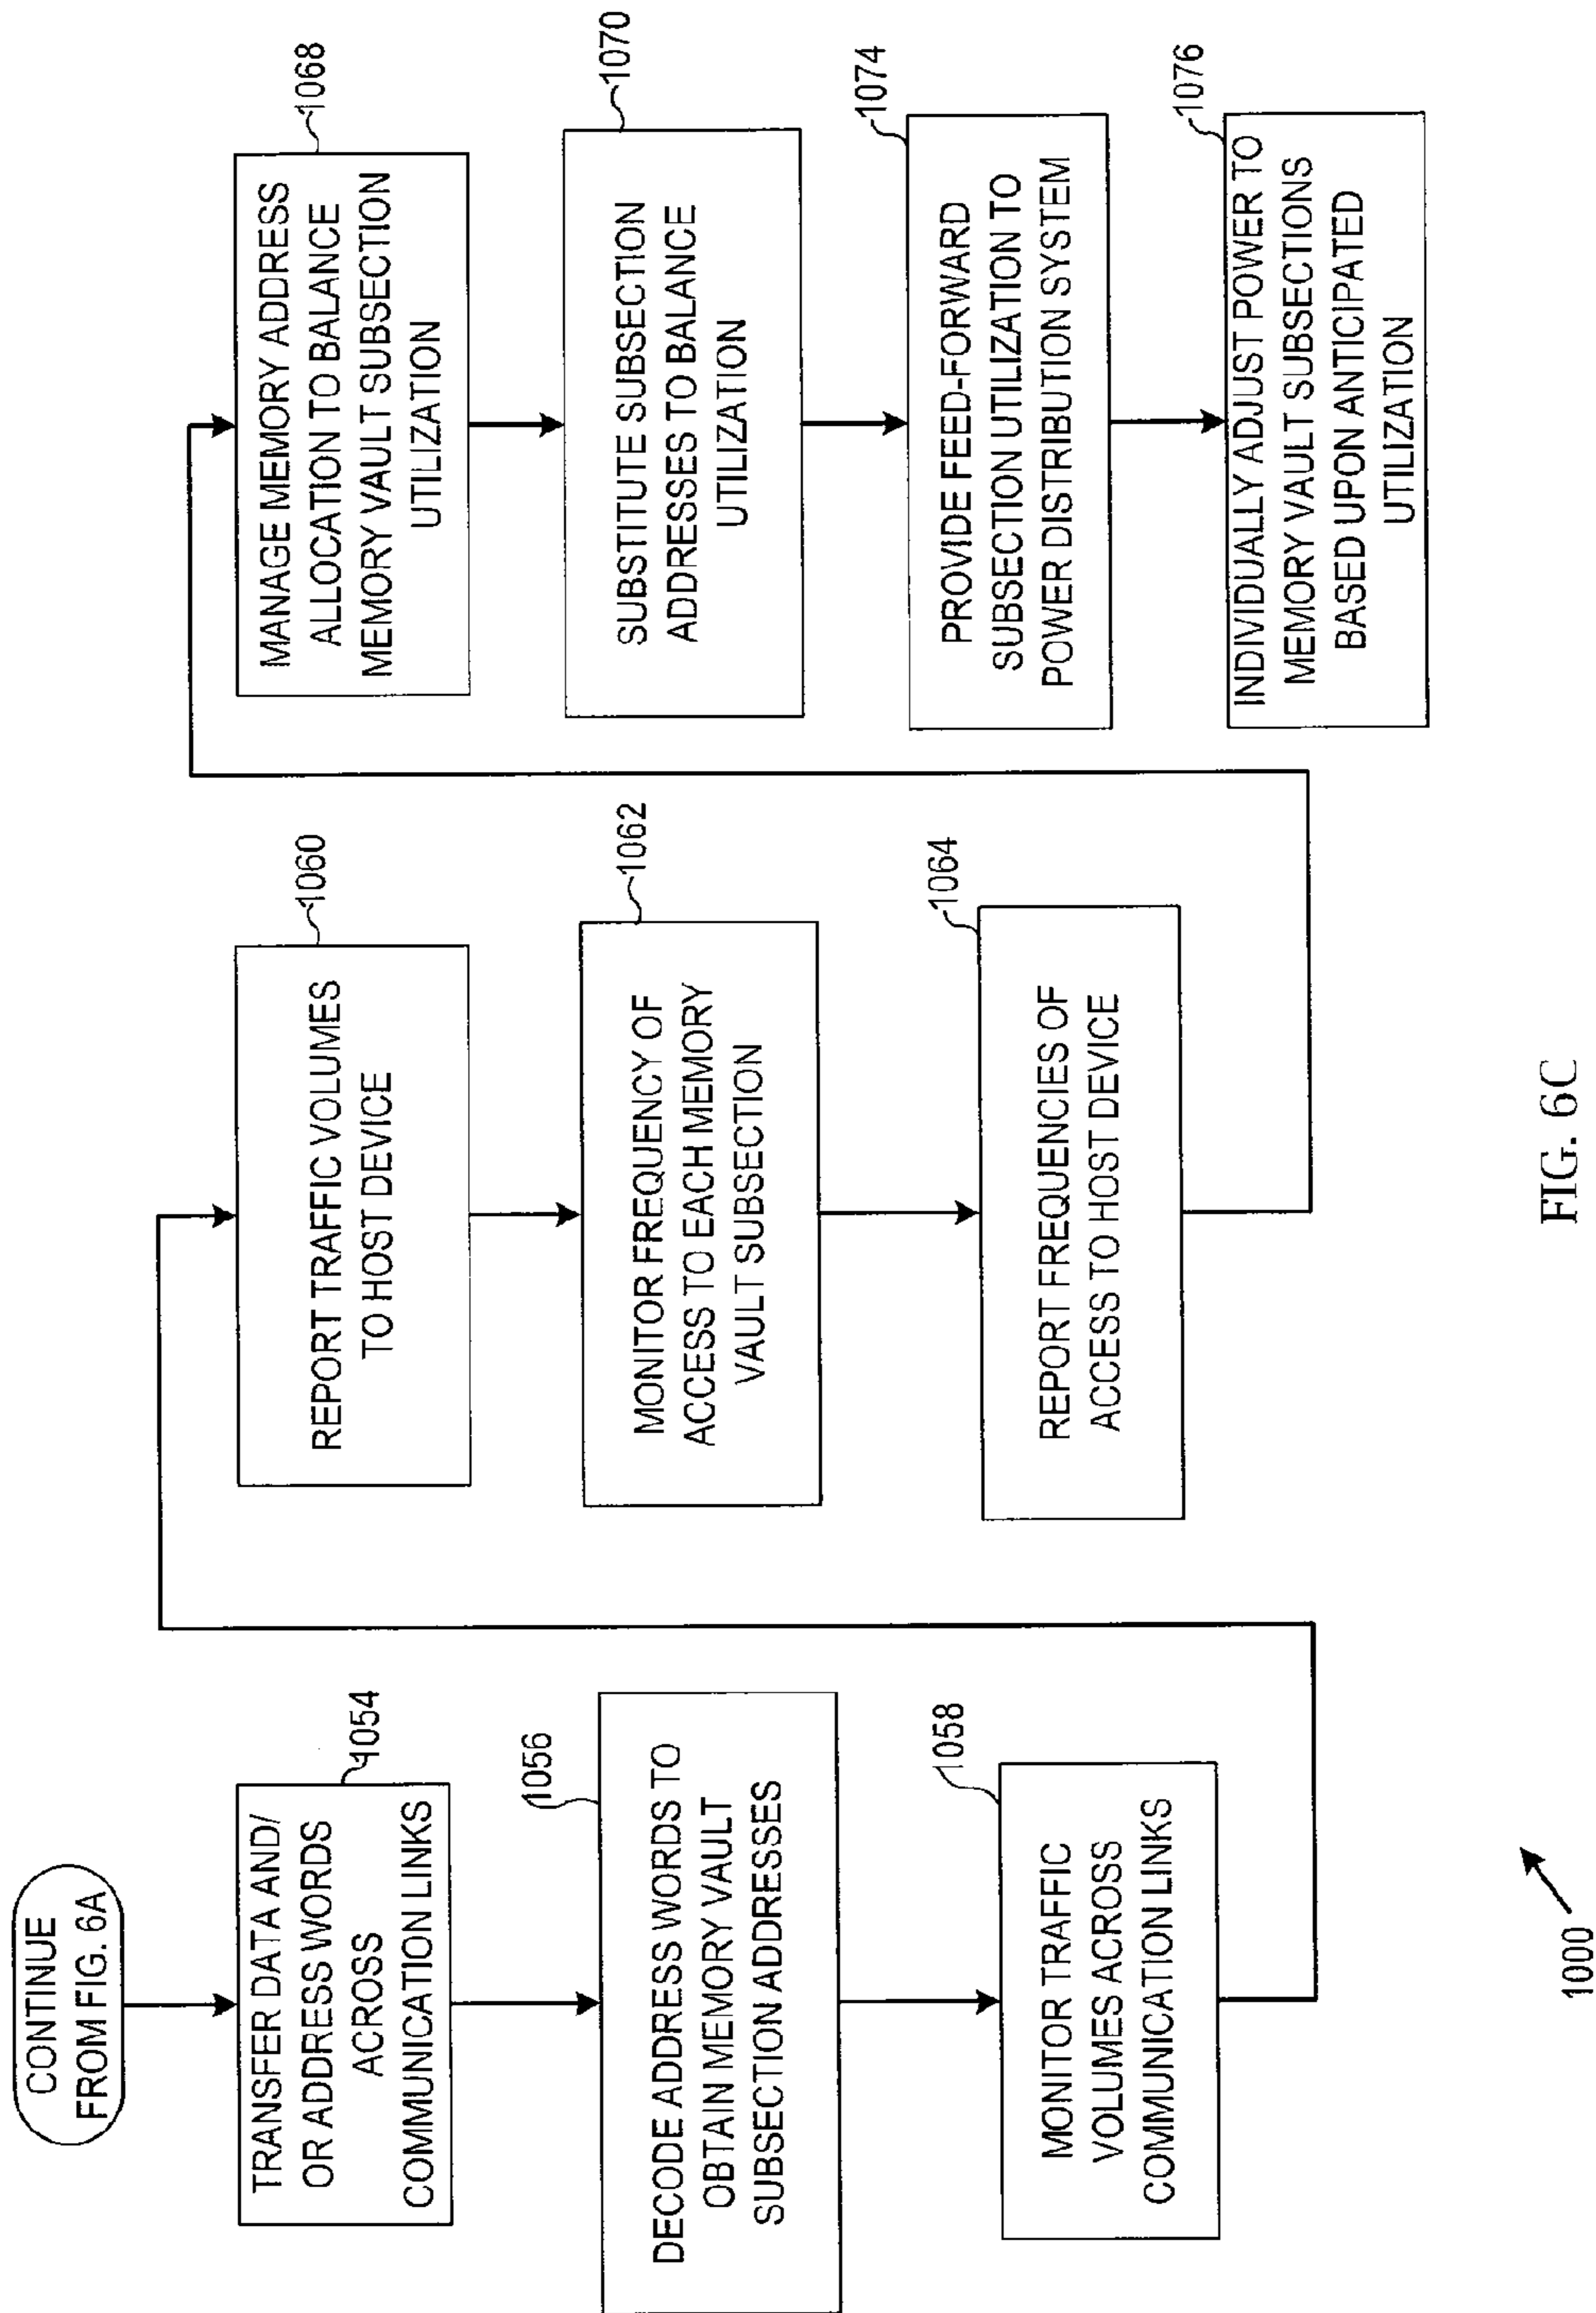 CONTINUE
FROM FIG. 6A
TRANSFER DATA AND/
OR ADDRESS WORDS
ACROSS
COMMUNICATION LINKS
1054
DECODE ADDRESS WORDS TO
OBTAIN MEMORY VAULT
SUBSECTION ADDRESSES
1056
MONITOR TRAFFIC
VOLUMES ACROSS
COMMUNICATION LINKS
1058
REPORT TRAFFIC VOLUMES
TO HOST DEVICE
1060
MONITOR FREQUENCY OF
ACCESS TO EACH MEMORY
VAULT SUBSECTION
1062
REPORT FREQUENCIES OF
ACCESS TO HOST DEVICE
1064
MANAGE MEMORY ADDRESS
ALLOCATION TO BALANCE
MEMORY VAULT SUBSECTION
UTILIZATION
1068
SUBSTITUTE SUBSECTION
ADDRESSES TO BALANCE
UTILIZATION
1070
PROVIDE FEED-FORWARD
SUBSECTION UTILIZATION TO
POWER DISTRIBUTION SYSTEM
1074
INDIVIDUALLY ADJUST POWER TO
MEMORY VAULT SUBSECTIONS
BASED UPON ANTICIPATED
UTILIZATION
1076
1000
FIG. 6C